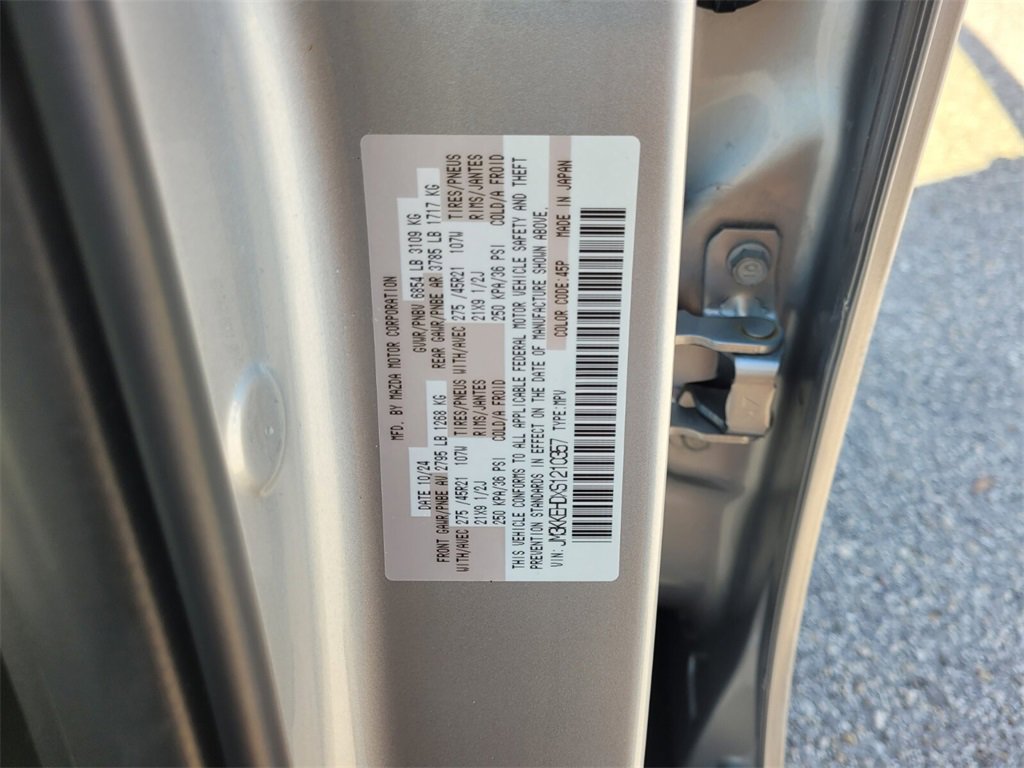 MFD. BY MAZDA MOTOR CORPORATION
DATE 10/24 GVWR/PNBV 6854 LB 3109 KG
FRONT GAWR/PNBE AV 2795 LB 1268 KG REAR GAWR/PNBE AR 3785 LB 1717 KG
WITH/AVEC 275 /45R21 107W TIRES/PNEUS WITH/AVEC 275 /45R21 107W TIRES/PNEUS
21X9 1/2J RIMS/JANTES 21X9 1/2J RIMS/JANTES
250 KPA/36 PSI COLD/A FROID 250 KPA/36 PSI COLD/A FROID
THIS VEHICLE CONFORMS TO ALL APPLICABLE FEDERAL MOTOR VEHICLE SAFETY AND THEFT
PREVENTION STANDARDS IN EFFECT ON THE DATE OF MANUFACTURE SHOWN ABOVE.
VIN: JM3KKEHDXS1210357 TYPE:MPV COLOR CODE:45P MADE IN JAPAN